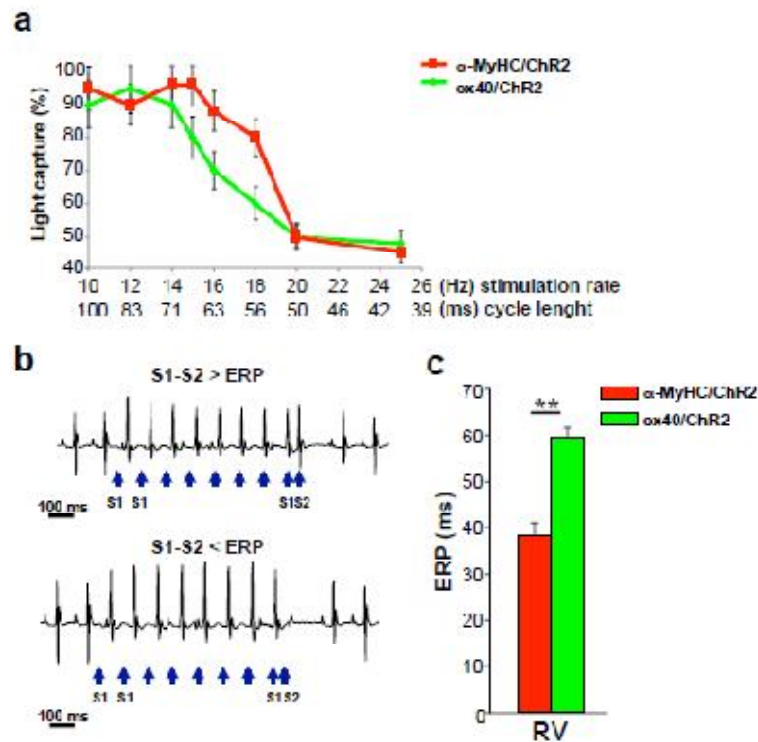 a
α-MyHC/ChR2
ox40/ChR2
Light capture (%)
100
90
80
70
60
50
40
10 12 14 16 18 20 22 24 26 (Hz) stimulation rate
100 83 71 63 56 50 46 42 39 (ms) cycle lenght
b
S1-S2 > ERP
S1 S1 S1S2
100 ms
S1-S2 < ERP
S1 S1 S1S2
100 ms
c
α-MyHC/ChR2
ox40/ChR2
**
ERP (ms)
70
60
50
40
30
20
10
0
RV